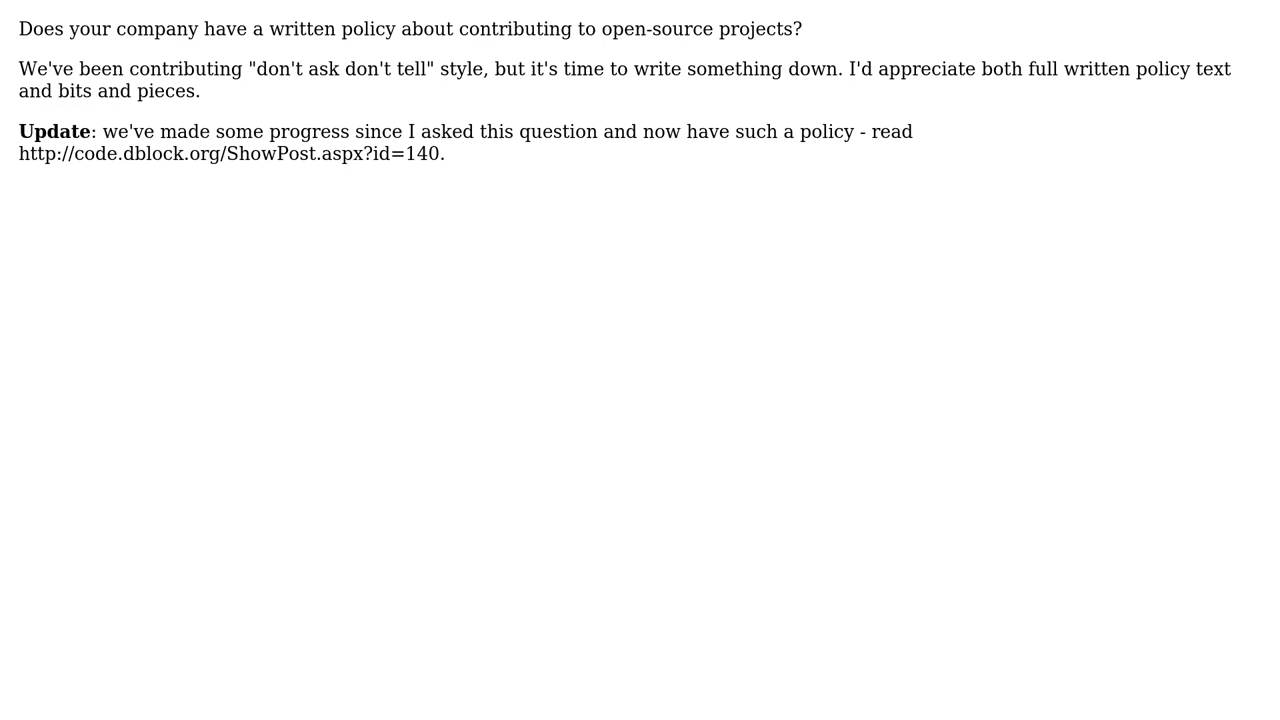 Does your company have a written policy about contributing to open-source projects?
We've been contributing "don't ask don't tell" style, but it's time to write something down. I'd appreciate both full written policy text
and bits and pieces.
Update: we've made some progress since I asked this question and now have such a policy - read
http://code.dblock.org/ShowPost.aspx?id=140.